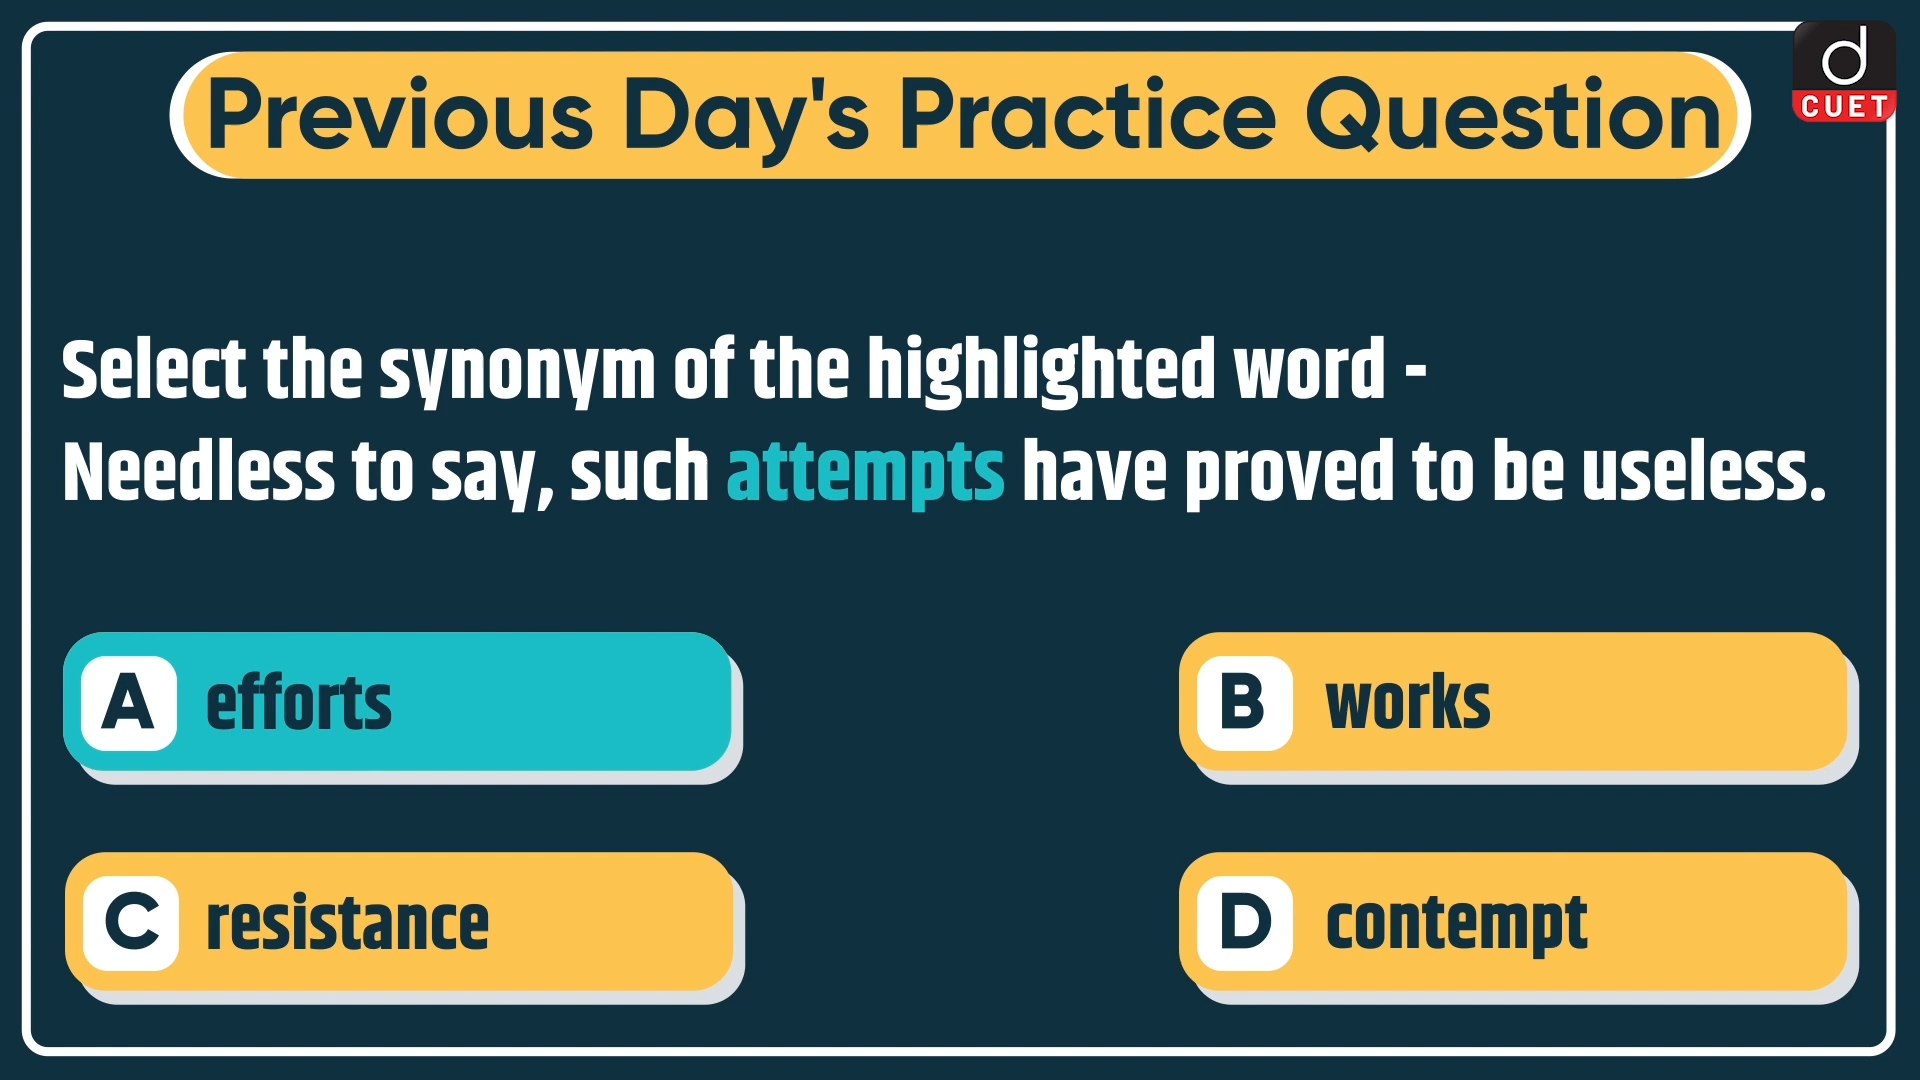 Previous Day's Practice Question
d
CUET
Select the synonym of the highlighted word -
Needless to say, such attempts have proved to be useless.
A efforts
B works
C resistance
D contempt